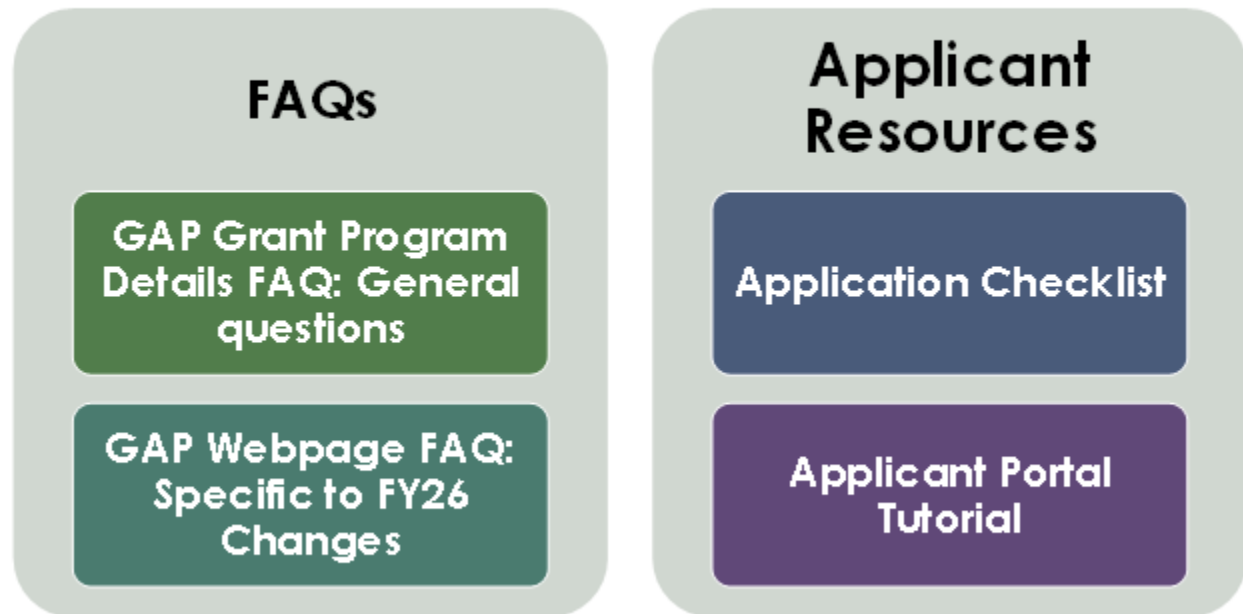 FAQs
GAP Grant Program
Details FAQ: General
questions
GAP Webpage FAQ:
Specific to FY26
Changes
Applicant
Resources
Application Checklist
Applicant Portal
Tutorial